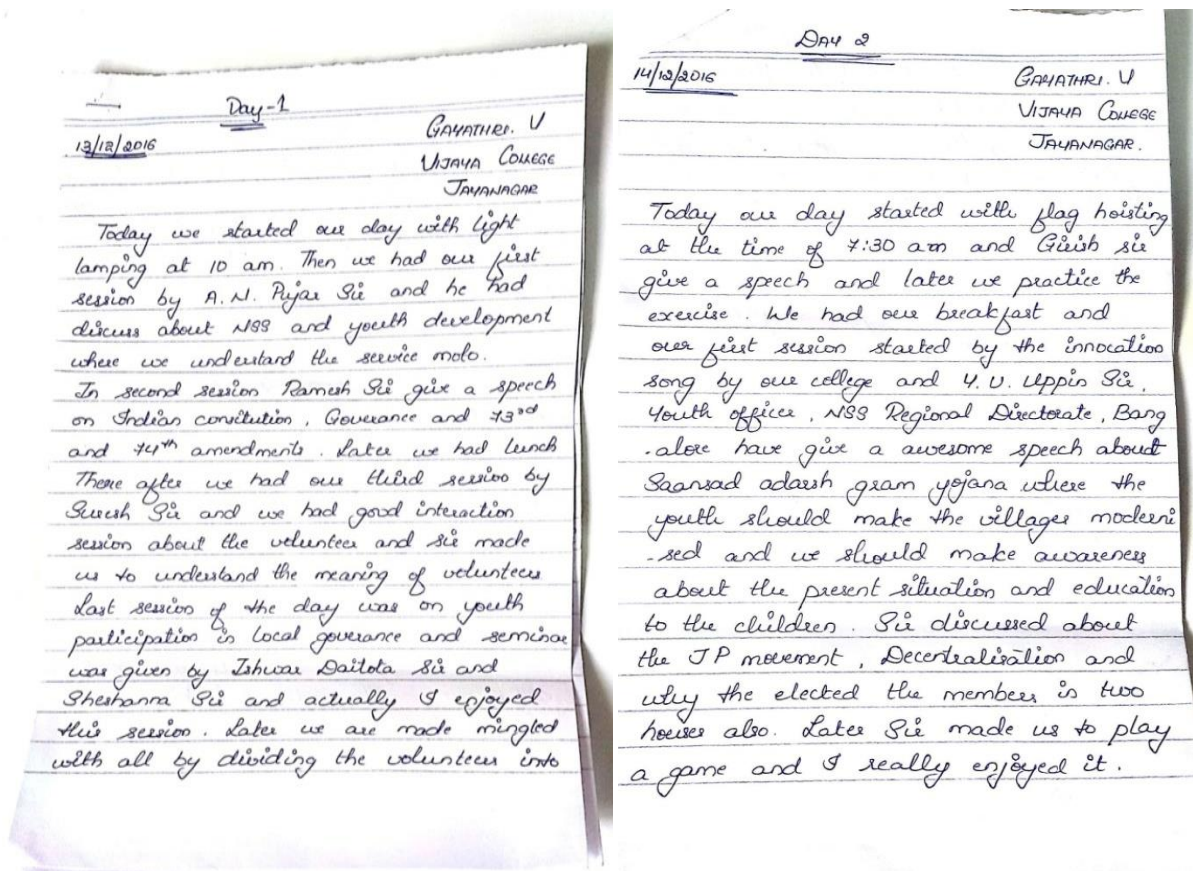 Day-1
13/12/2016
GAYATHRI. V
VIJAYA COLLEGE
JAYANAGAR
Today we started our day with light
lamping at 10 am. Then we had our first
session by A. N. Pujar Sir and he had
discuss about NSS and youth development
where we understand the service moto.
In second session Ramesh Sir give a speech
on Indian convitution, Goverance and 73rd
and 74th amendments. Later we had lunch
There after we had our third session by
Suresh Sir and we had good interaction
session about the volunteer and sir made
us to understand the meaning of volunteers
Last session of the day was on youth
participation in local goverance and seminar
was given by Ishwar Daitota Sir and
Sheshanna Sir and actually I enjoyed
this session. Later we are made mingled
with all by dividing the volunteers into
DAY 2
14/12/2016
GAYATHRI. V
VIJAYA COLLEGE
JAYANAGAR.
Today our day started with flag hoisting
at the time of 7:30 am and Girish sir
give a speech and later we practice the
exercise. We had our breakfast and
over first session started by the innocation
song by our college and Y. U. Uppin Sir,
Youth officer, NSS Regional Directorate, Bang
-alore have give a awesome speech about
Saansad adarsh gram yojana where the
youth should make the villages moderni
-sed and we should make awareness
about the present situation and education
to the children. Sir discussed about
the JP movement, Decentralisation and
why the elected the members in two
houses also. Later Sir made us to play
a game and I really enjoyed it.